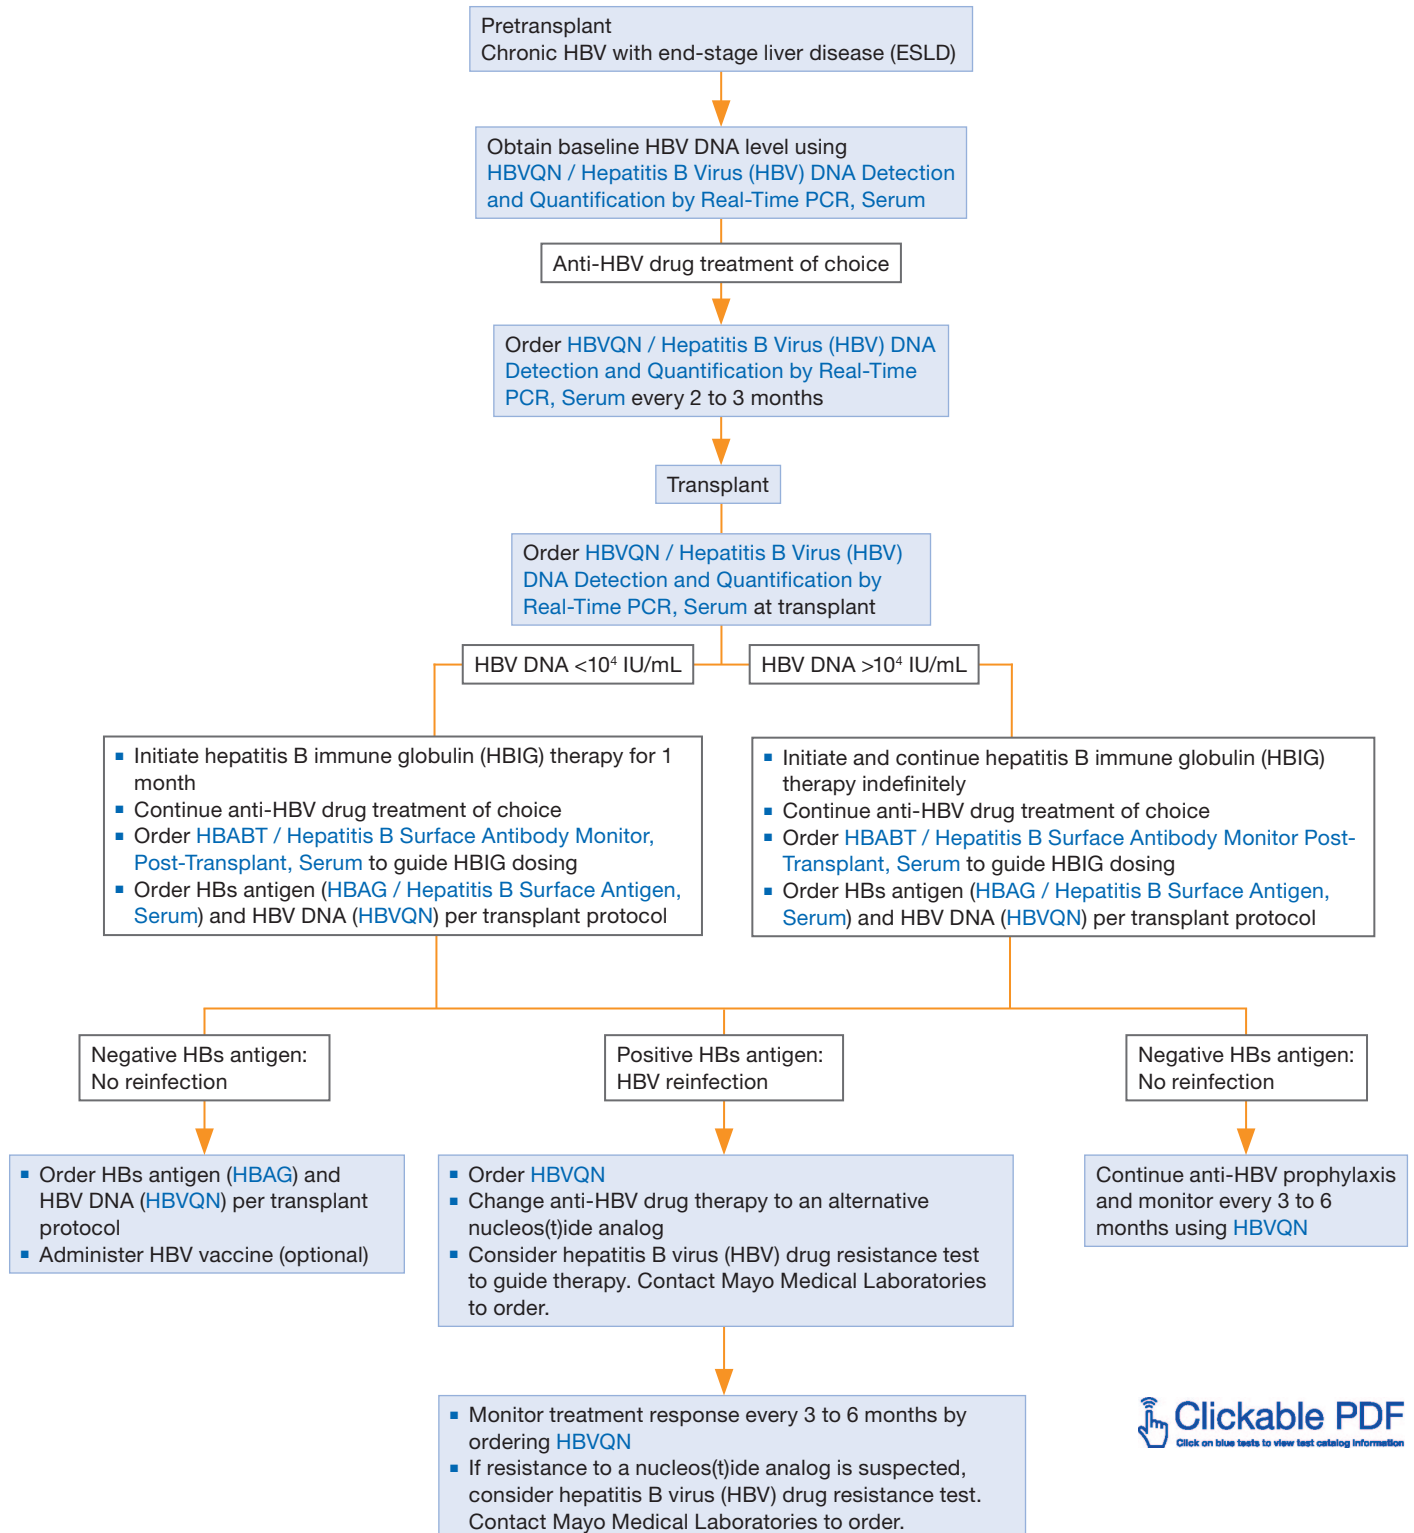 Pretransplant
Chronic HBV with end-stage liver disease (ESLD)
Obtain baseline HBV DNA level using
HBVQN / Hepatitis B Virus (HBV) DNA Detection
and Quantification by Real-Time PCR, Serum
Anti-HBV drug treatment of choice
Order HBVQN / Hepatitis B Virus (HBV) DNA
Detection and Quantification by Real-Time
PCR, Serum every 2 to 3 months
Transplant
Order HBVQN / Hepatitis B Virus (HBV)
DNA Detection and Quantification by
Real-Time PCR, Serum at transplant
HBV DNA <10⁴ IU/mL
HBV DNA >10⁴ IU/mL
▪ Initiate hepatitis B immune globulin (HBIG) therapy for 1
month
▪ Continue anti-HBV drug treatment of choice
▪ Order HBABT / Hepatitis B Surface Antibody Monitor,
Post-Transplant, Serum to guide HBIG dosing
▪ Order HBs antigen (HBAG / Hepatitis B Surface Antigen,
Serum) and HBV DNA (HBVQN) per transplant protocol
▪ Initiate and continue hepatitis B immune globulin (HBIG)
therapy indefinitely
▪ Continue anti-HBV drug treatment of choice
▪ Order HBABT / Hepatitis B Surface Antibody Monitor Post-
Transplant, Serum to guide HBIG dosing
▪ Order HBs antigen (HBAG / Hepatitis B Surface Antigen,
Serum) and HBV DNA (HBVQN) per transplant protocol
Negative HBs antigen:
No reinfection
Positive HBs antigen:
HBV reinfection
Negative HBs antigen:
No reinfection
▪ Order HBs antigen (HBAG) and
HBV DNA (HBVQN) per transplant
protocol
▪ Administer HBV vaccine (optional)
▪ Order HBVQN
▪ Change anti-HBV drug therapy to an alternative
nucleos(t)ide analog
▪ Consider hepatitis B virus (HBV) drug resistance test
to guide therapy. Contact Mayo Medical Laboratories
to order.
Continue anti-HBV prophylaxis
and monitor every 3 to 6
months using HBVQN
▪ Monitor treatment response every 3 to 6 months by
ordering HBVQN
▪ If resistance to a nucleos(t)ide analog is suspected,
consider hepatitis B virus (HBV) drug resistance test.
Contact Mayo Medical Laboratories to order.
Clickable PDF
Click on blue tests to view test catalog information